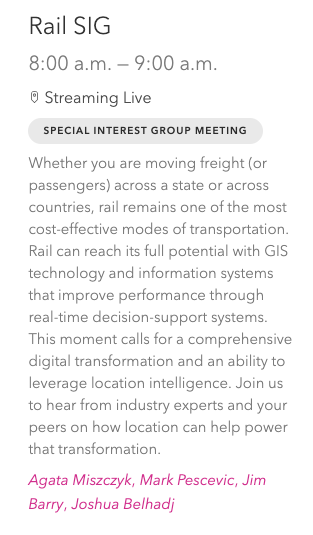 Rail SIG
8:00 a.m. – 9:00 a.m.
Streaming Live
SPECIAL INTEREST GROUP MEETING
Whether you are moving freight (or
passengers) across a state or across
countries, rail remains one of the most
cost-effective modes of transportation.
Rail can reach its full potential with GIS
technology and information systems
that improve performance through
real-time decision-support systems.
This moment calls for a comprehensive
digital transformation and an ability to
leverage location intelligence. Join us
to hear from industry experts and your
peers on how location can help power
that transformation.
Agata Miszczyk, Mark Pescevic, Jim
Barry, Joshua Belhadj